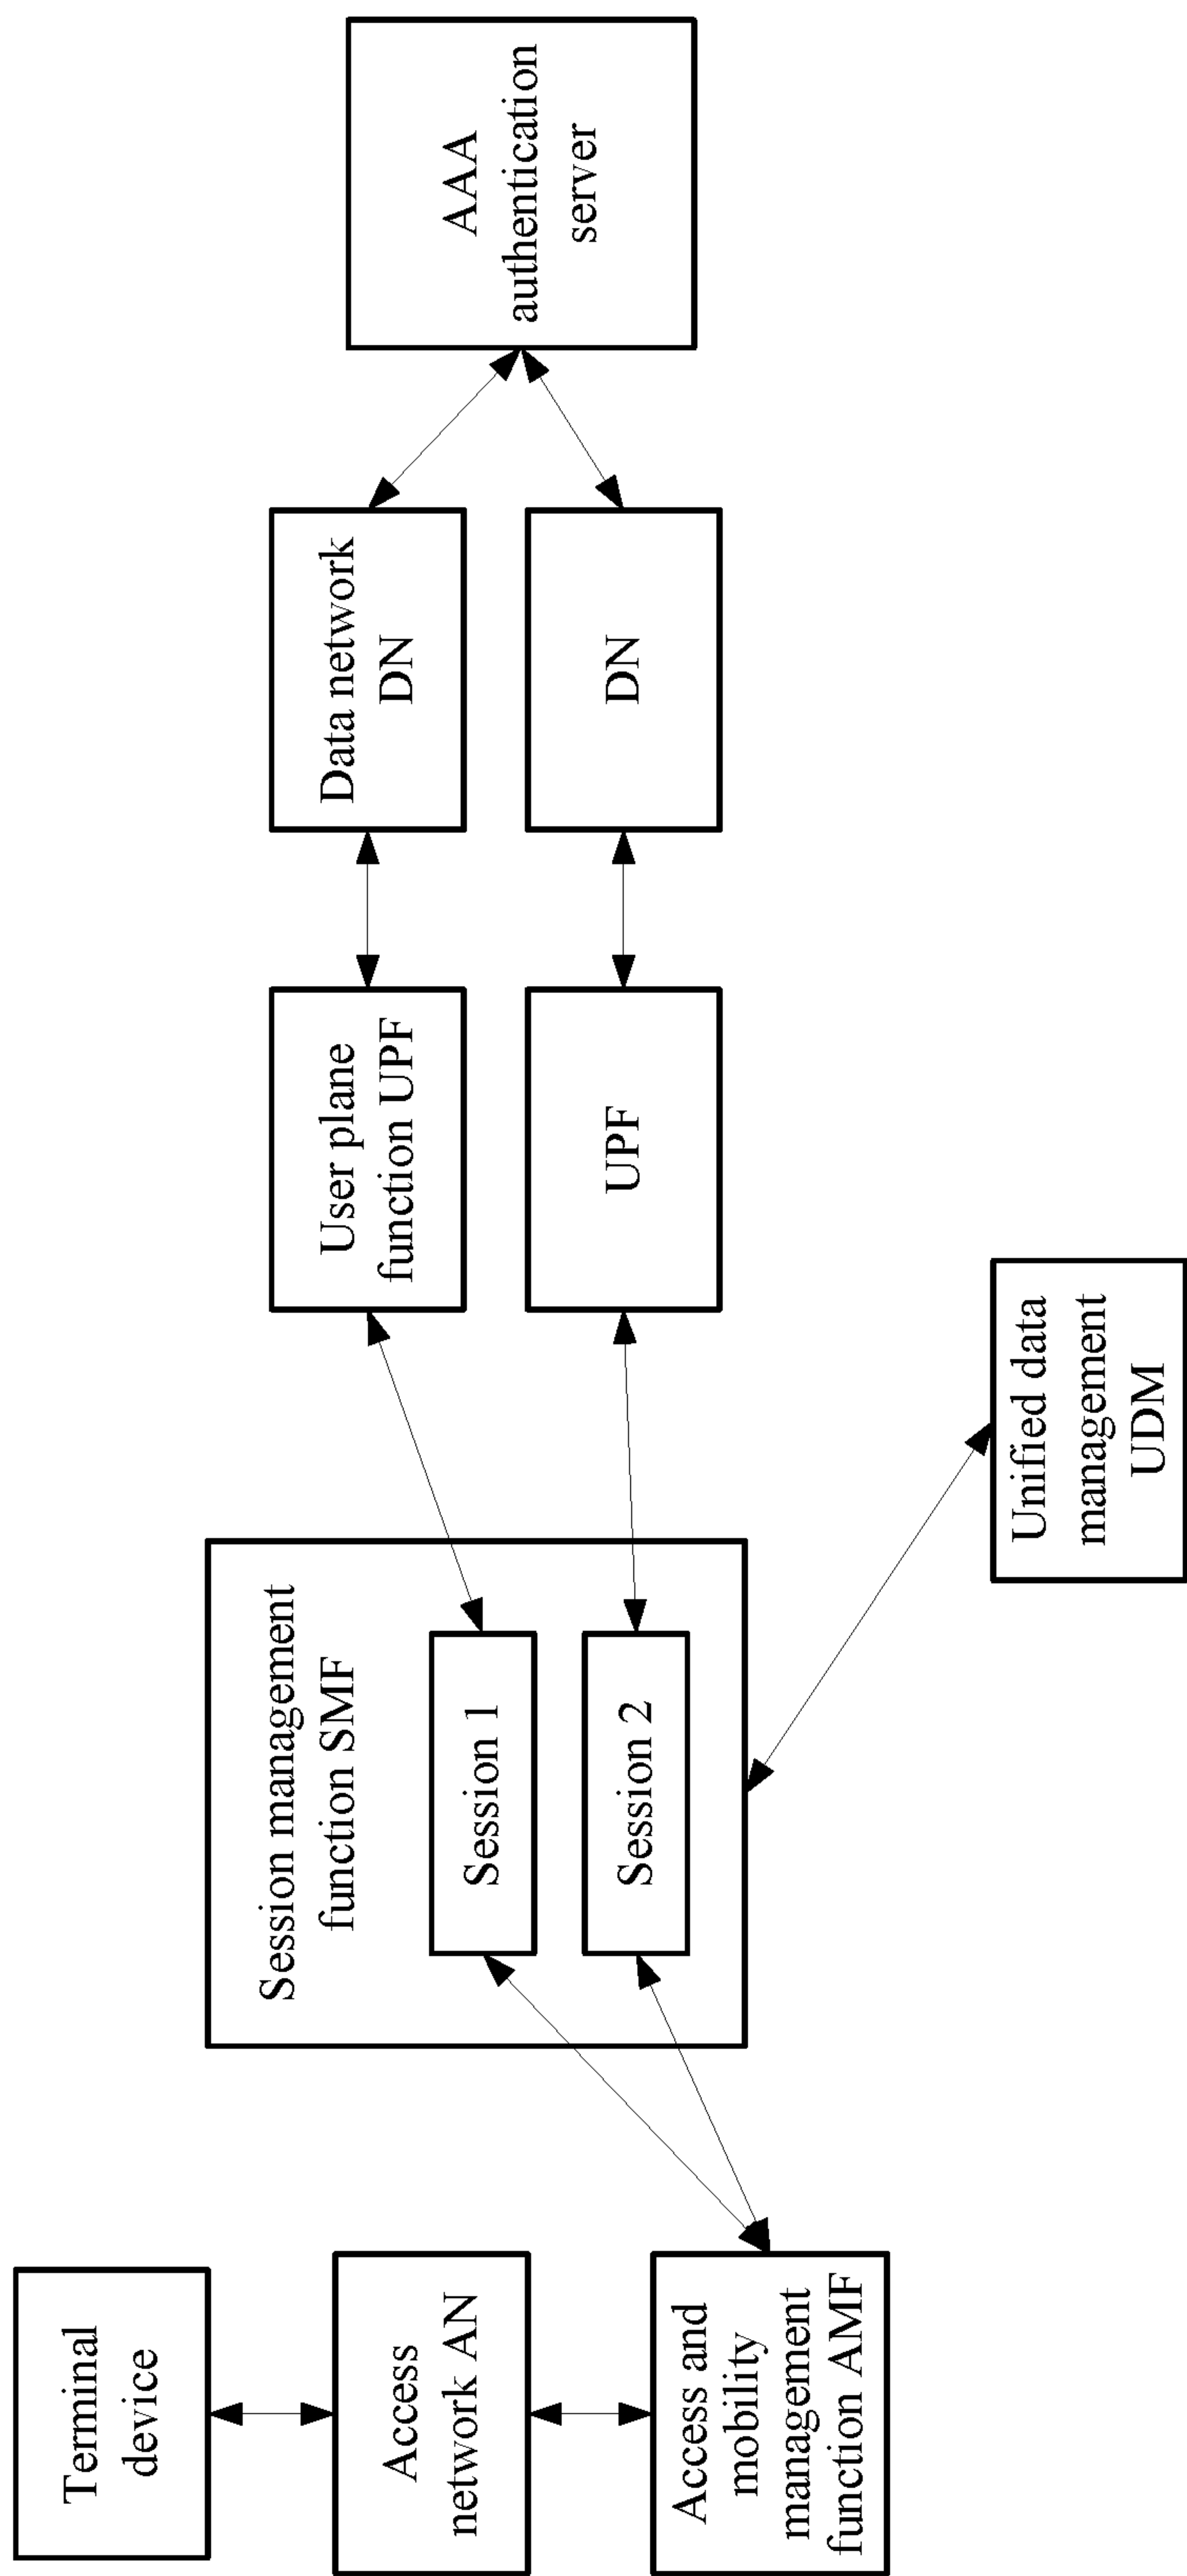 Terminal
device
Access
network AN
Access and
mobility
management
function AMF
Session management
function SMF
Session 1
Session 2
User plane
function UPF
UPF
Data network
DN
DN
AAA
authentication
server
Unified data
management
UDM